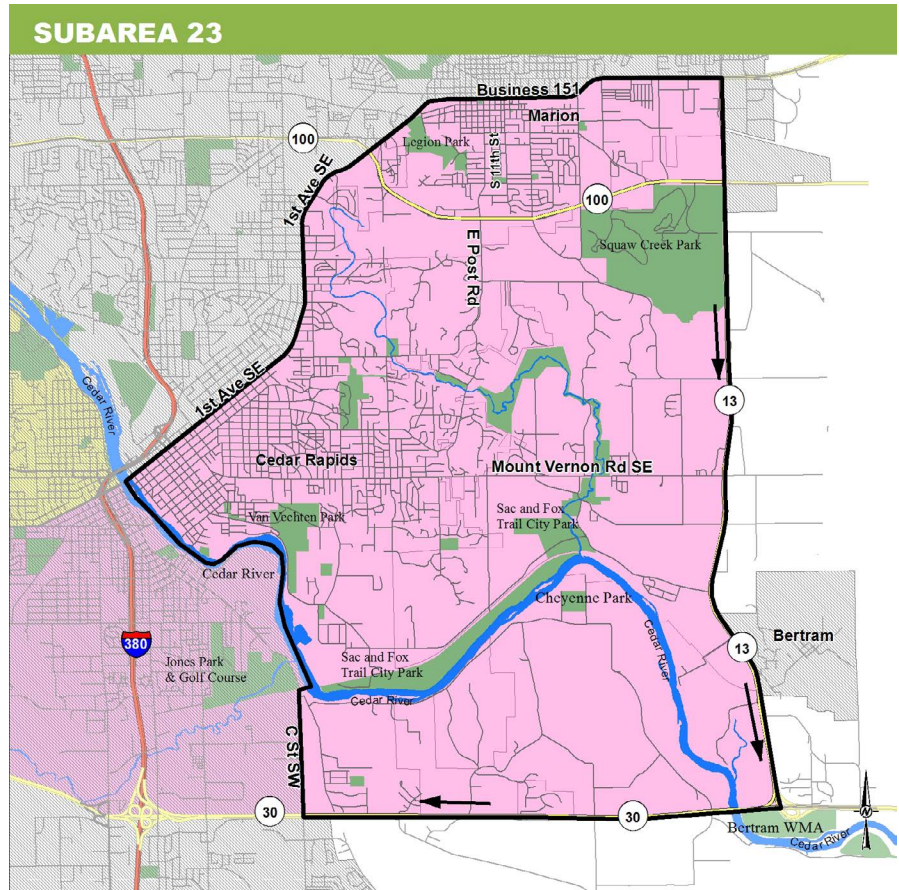 SUBAREA 23
Business 151
Marion
100
Legion Park
S 11th St
1st Ave SE
100
Squaw Creek Park
E Post Rd
Cedar River
1st Ave SE
13
Cedar Rapids
Mount Vernon Rd SE
Van Vechten Park
Sac and Fox
Trail City Park
Cedar River
Cheyenne Park
380
Bertram
13
Jones Park
& Golf Course
Sac and Fox
Trail City Park
Cedar River
Cedar River
C St SW
30
30
N
Bertram WMA
Cedar River